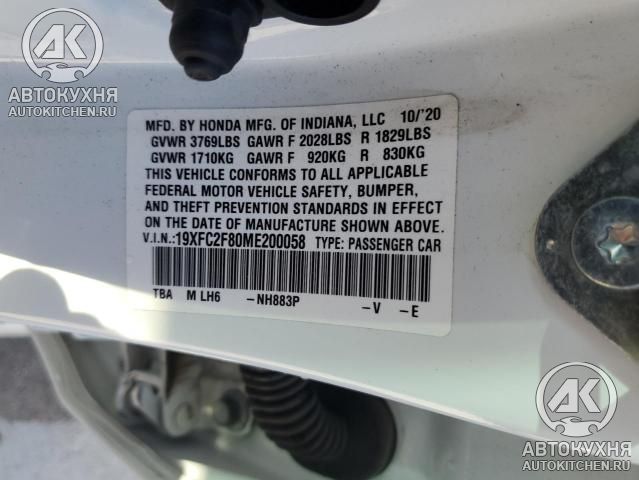 AK
АВТОКУХНЯ
AUTOKITCHEN.RU
MFD. BY HONDA MFG. OF INDIANA, LLC 10/'20
GVWR 3769LBS GAWR F 2028LBS R 1829LBS
GVWR 1710KG GAWR F 920KG R 830KG
THIS VEHICLE CONFORMS TO ALL APPLICABLE
FEDERAL MOTOR VEHICLE SAFETY, BUMPER,
AND THEFT PREVENTION STANDARDS IN EFFECT
ON THE DATE OF MANUFACTURE SHOWN ABOVE.
V.I.N.:19XFC2F80ME200058 TYPE: PASSENGER CAR
TBA M LH6 -NH883P -V -E
AK
АВТОКУХНЯ
AUTOKITCHEN.RU